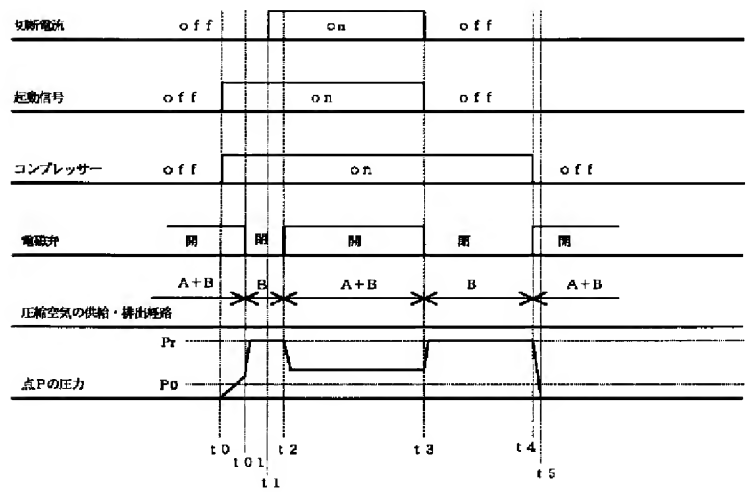 切断電流 off on off
起動信号 off on off
コンプレッサー off on off
電磁弁 開 閉 開 閉 開
A+B B A+B B A+B
圧縮空気の供給・排出経路
Pr
点Pの圧力 P0
t0 t01 t1 t2 t3 t4 t5